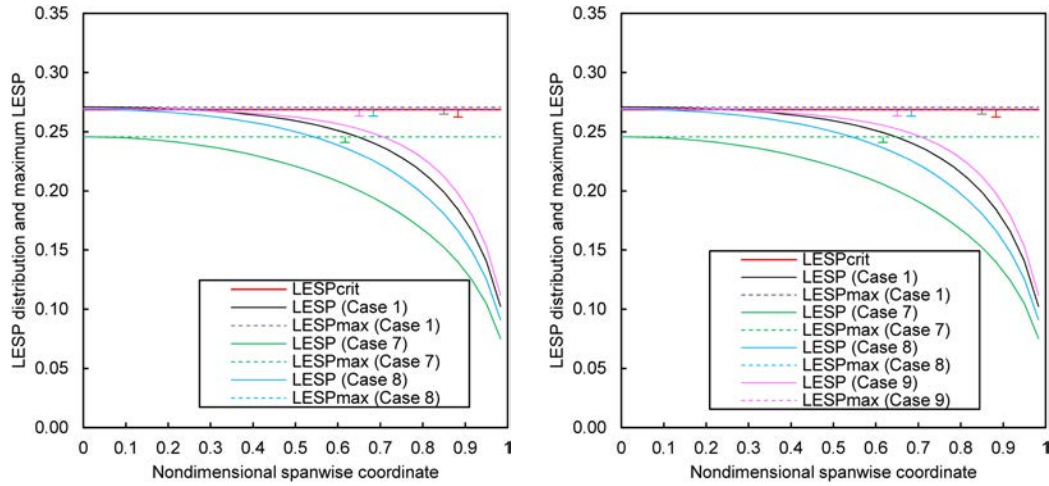 LESP distribution and maximum LESP
0.35
0.30
0.25
0.20
0.15
0.10
0.05
0.00
LESPcrit
LESP (Case 1)
LESPmax (Case 1)
LESP (Case 7)
LESPmax (Case 7)
LESP (Case 8)
LESPmax (Case 8)
0 0.1 0.2 0.3 0.4 0.5 0.6 0.7 0.8 0.9 1
Nondimensional spanwise coordinate
LESP distribution and maximum LESP
0.35
0.30
0.25
0.20
0.15
0.10
0.05
0.00
LESPcrit
LESP (Case 1)
LESPmax (Case 1)
LESP (Case 7)
LESPmax (Case 7)
LESP (Case 8)
LESPmax (Case 8)
LESP (Case 9)
LESPmax (Case 9)
0 0.1 0.2 0.3 0.4 0.5 0.6 0.7 0.8 0.9 1
Nondimensional spanwise coordinate